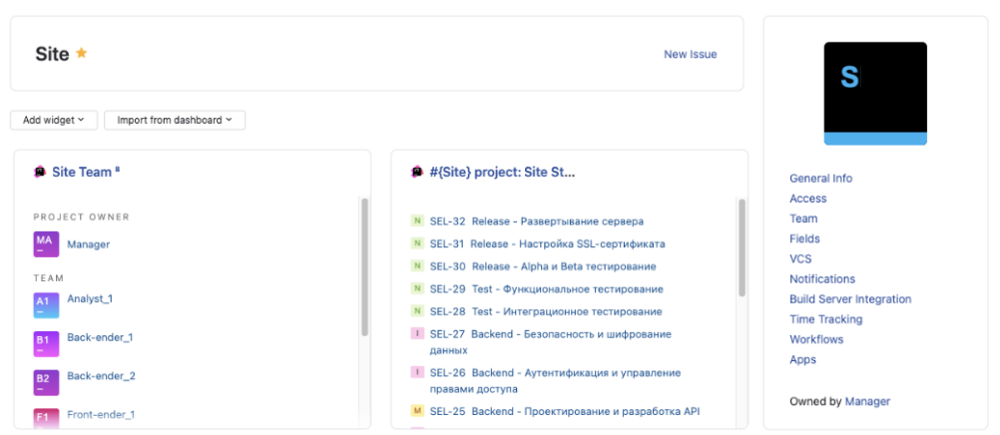 Site
New Issue
S
Add widget
Import from dashboard
Site Team 8
PROJECT OWNER
MA
Manager
TEAM
A1
Analyst_1
B1
Back-ender_1
B2
Back-ender_2
F1
Front-ender_1
#{Site} project: Site St...
N SEL-32 Release - Развертывание сервера
N SEL-31 Release - Настройка SSL-сертификата
N SEL-30 Release - Alpha и Beta тестирование
N SEL-29 Test - Функциональное тестирование
N SEL-28 Test - Интеграционное тестирование
I SEL-27 Backend - Безопасность и шифрование
данных
I SEL-26 Backend - Аутентификация и управление
правами доступа
M SEL-25 Backend - Проектирование и разработка API
General Info
Access
Team
Fields
VCS
Notifications
Build Server Integration
Time Tracking
Workflows
Apps
Owned by Manager